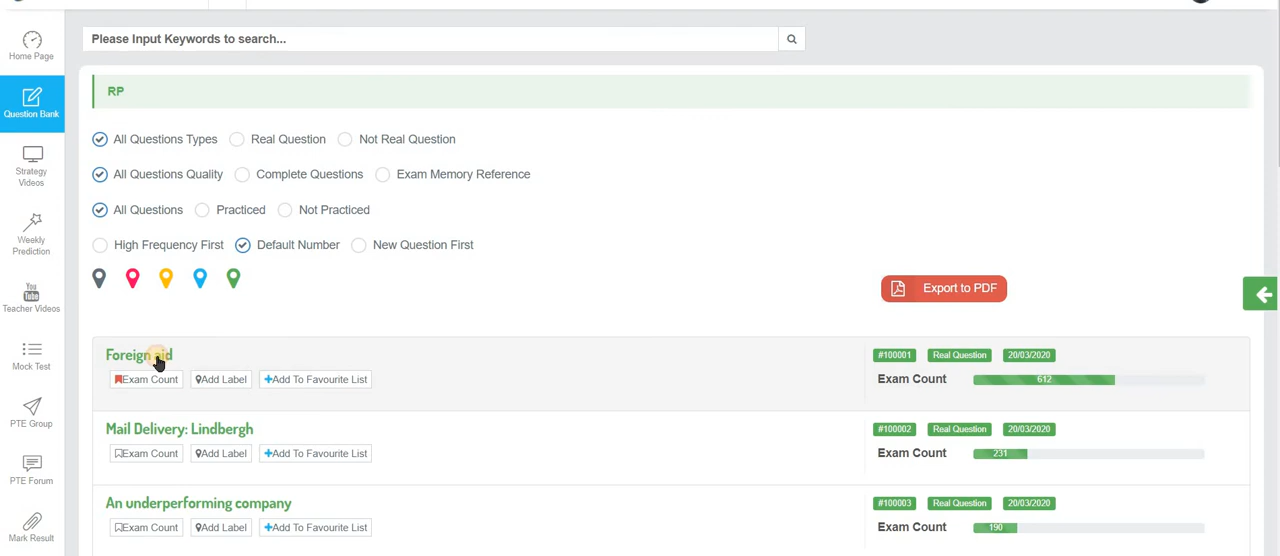 Please Input Keywords to search...
Home Page
RP
Question Bank
All Questions Types Real Question Not Real Question
Strategy
Videos
All Questions Quality Complete Questions Exam Memory Reference
All Questions Practiced Not Practiced
Weekly
Prediction
High Frequency First Default Number New Question First
You
Tube
Teacher Videos
Export to PDF
Mock Test
Foreign aid #100001 Real Question 20/03/2020
Exam Count Add Label +Add To Favourite List Exam Count 612
PTE Group
Mail Delivery: Lindbergh #100002 Real Question 20/03/2020
Exam Count Add Label +Add To Favourite List Exam Count 231
PTE Forum
An underperforming company #100003 Real Question 20/03/2020
Exam Count Add Label +Add To Favourite List Exam Count 190
Mark Result